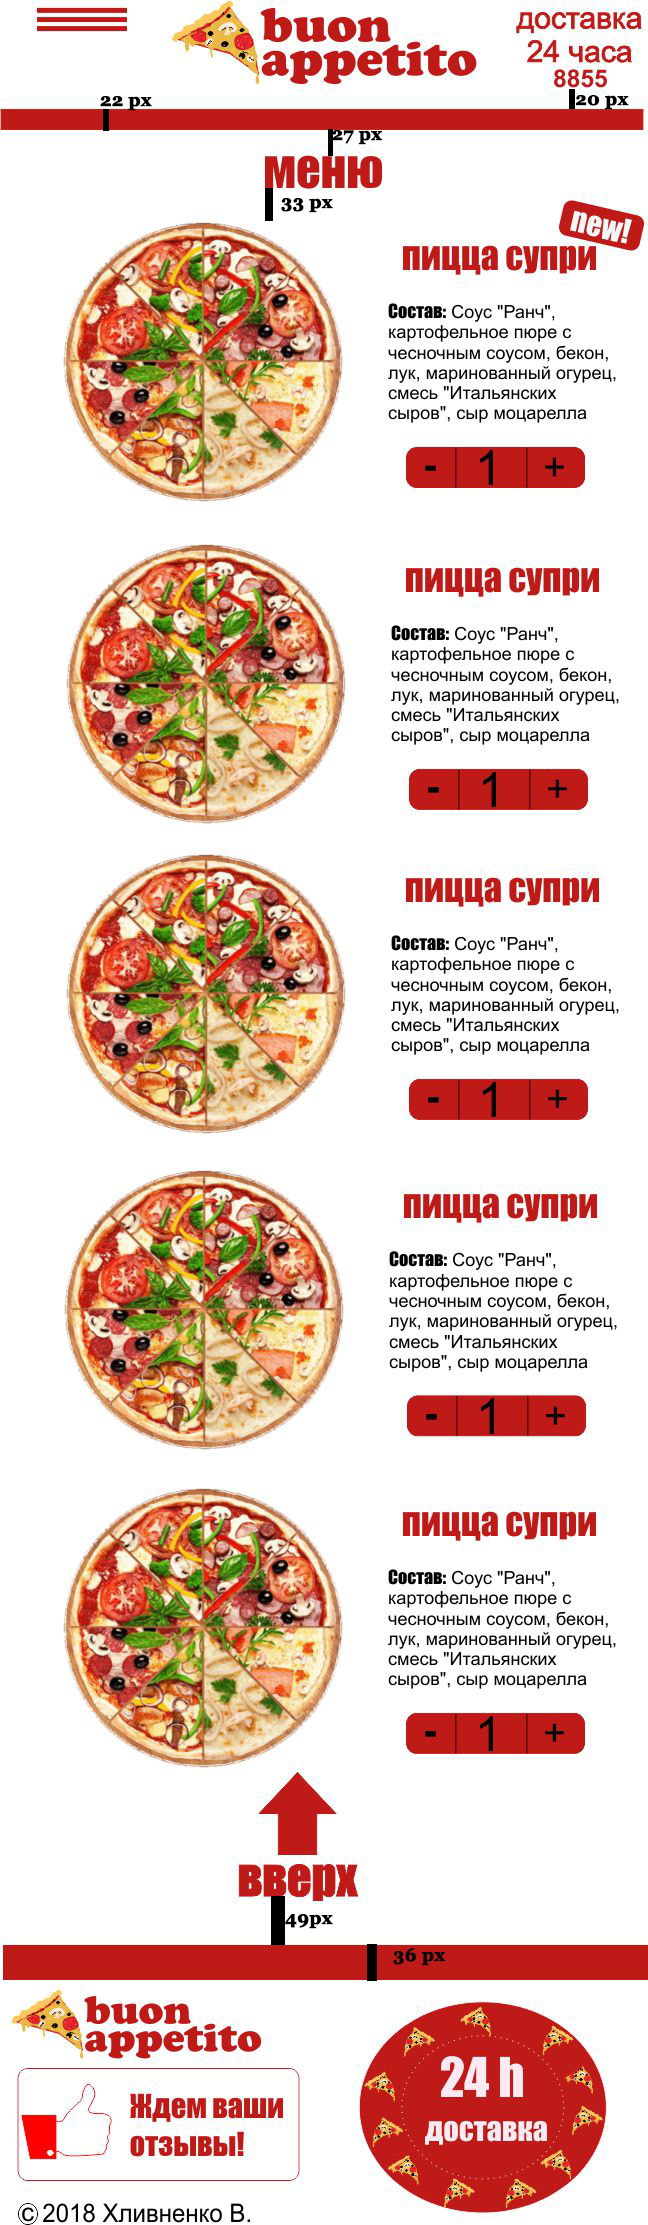 buon
appetito
доставка
24 часа
8855
22 px
20 px
27 px
меню
33 px
new!
пицца супри
Состав: Соус "Ранч",
картофельное пюре с
чесночным соусом, бекон,
лук, маринованный огурец,
смесь "Итальянских
сыров", сыр моцарелла
- 1 +
пицца супри
Состав: Соус "Ранч",
картофельное пюре с
чесночным соусом, бекон,
лук, маринованный огурец,
смесь "Итальянских
сыров", сыр моцарелла
- 1 +
пицца супри
Состав: Соус "Ранч",
картофельное пюре с
чесночным соусом, бекон,
лук, маринованный огурец,
смесь "Итальянских
сыров", сыр моцарелла
- 1 +
пицца супри
Состав: Соус "Ранч",
картофельное пюре с
чесночным соусом, бекон,
лук, маринованный огурец,
смесь "Итальянских
сыров", сыр моцарелла
- 1 +
пицца супри
Состав: Соус "Ранч",
картофельное пюре с
чесночным соусом, бекон,
лук, маринованный огурец,
смесь "Итальянских
сыров", сыр моцарелла
- 1 +
вверх
49px
36 px
buon
appetito
Ждем ваши
отзывы!
24 h
доставка
© 2018 Хливненко В.